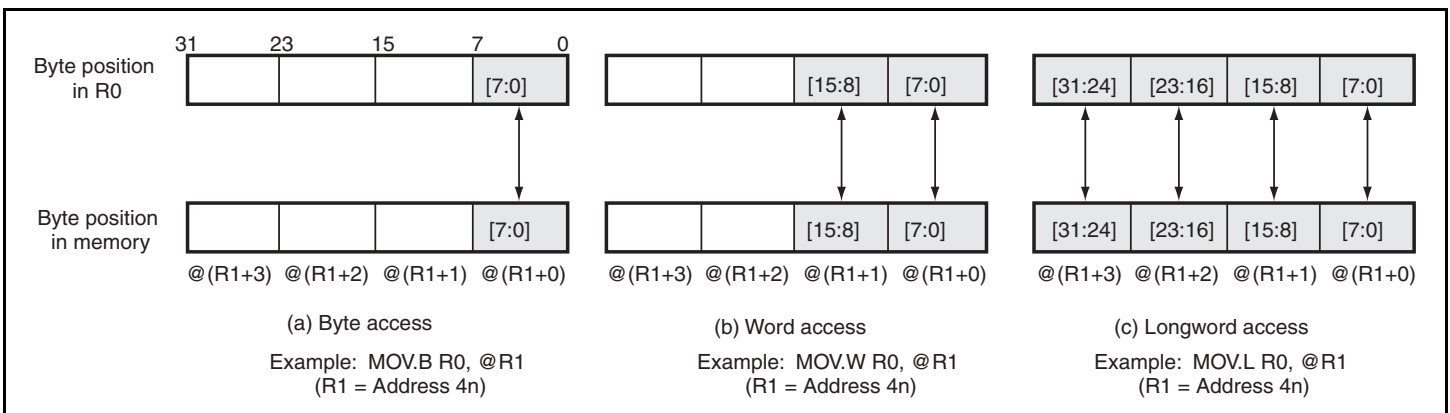 31 23 15 7 0
Byte position
in R0
[7:0] [15:8] [7:0] [31:24] [23:16] [15:8] [7:0]
Byte position
in memory
[7:0] [15:8] [7:0] [31:24] [23:16] [15:8] [7:0]
@(R1+3) @(R1+2) @(R1+1) @(R1+0) @(R1+3) @(R1+2) @(R1+1) @(R1+0) @(R1+3) @(R1+2) @(R1+1) @(R1+0)
(a) Byte access
Example: MOV.B R0, @R1
(R1 = Address 4n)
(b) Word access
Example: MOV.W R0, @R1
(R1 = Address 4n)
(c) Longword access
Example: MOV.L R0, @R1
(R1 = Address 4n)